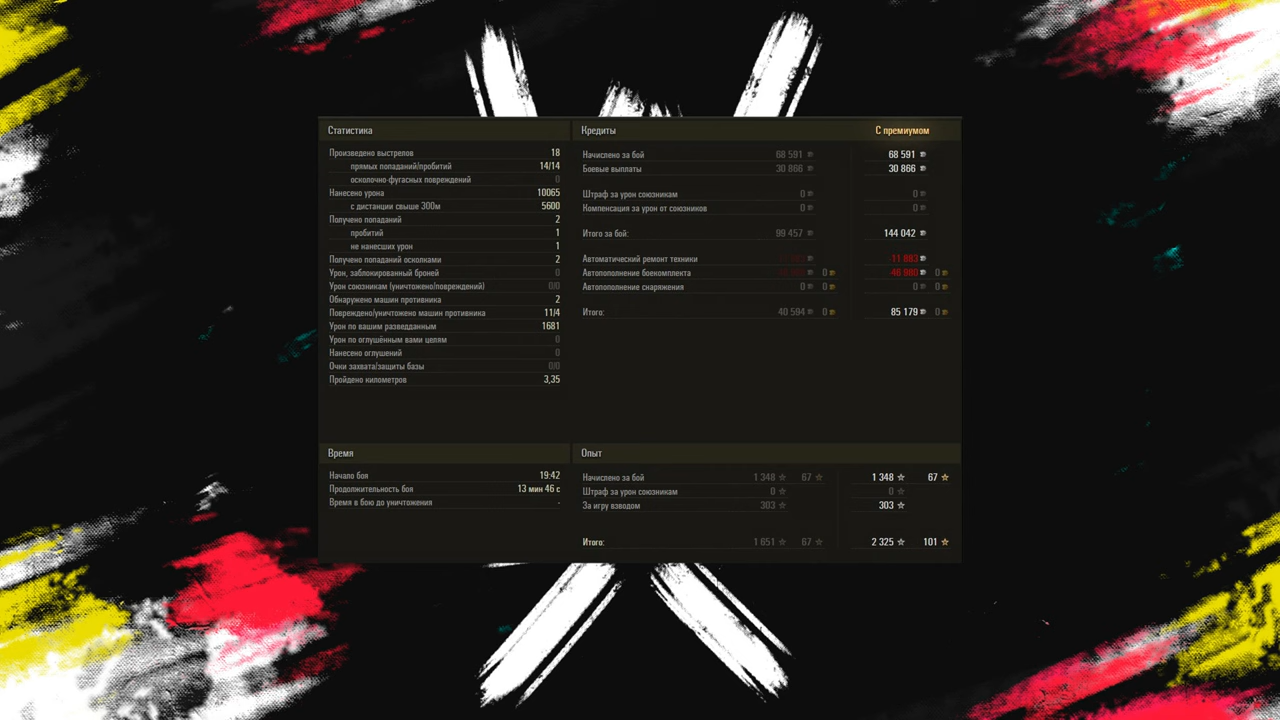 Статистика
Произведено выстрелов 18
прямых попаданий/пробитий 14/14
осколочно-фугасных повреждений 0
Нанесено урона 10065
с дистанции свыше 300м 5600
Получено попаданий 2
пробитий 1
не нанесших урон 1
Получено попаданий осколками 2
Урон, заблокированный броней 0
Урон союзникам (уничтожено/повреждений) 0/0
Обнаружено машин противника 2
Повреждено/уничтожено машин противника 11/4
Урон по вашим разведданным 1681
Урон по оглушённым вами целям 0
Нанесено оглушений 0
Очки захвата/защиты базы 0/0
Пройдено километров 3,35
Кредиты С премиумом
Начислено за бой 68 591 68 591
Боевые выплаты 30 866 30 866
Штраф за урон союзникам 0 0
Компенсация за урон от союзников 0 0
Итого за бой: 99 457 144 042
Автоматический ремонт техники -11 883
Автопополнение боекомплекта 0 -46 980 0
Автопополнение снаряжения 0 0 0 0
Итого: 40 594 0 85 179 0
Время
Начало боя 19:42
Продолжительность боя 13 мин 46 с
Время в бою до уничтожения -
Опыт
Начислено за бой 1 348 67 1 348 67
Штраф за урон союзникам 0 0
За игру взводом 303 303
Итого: 1 651 67 2 325 101